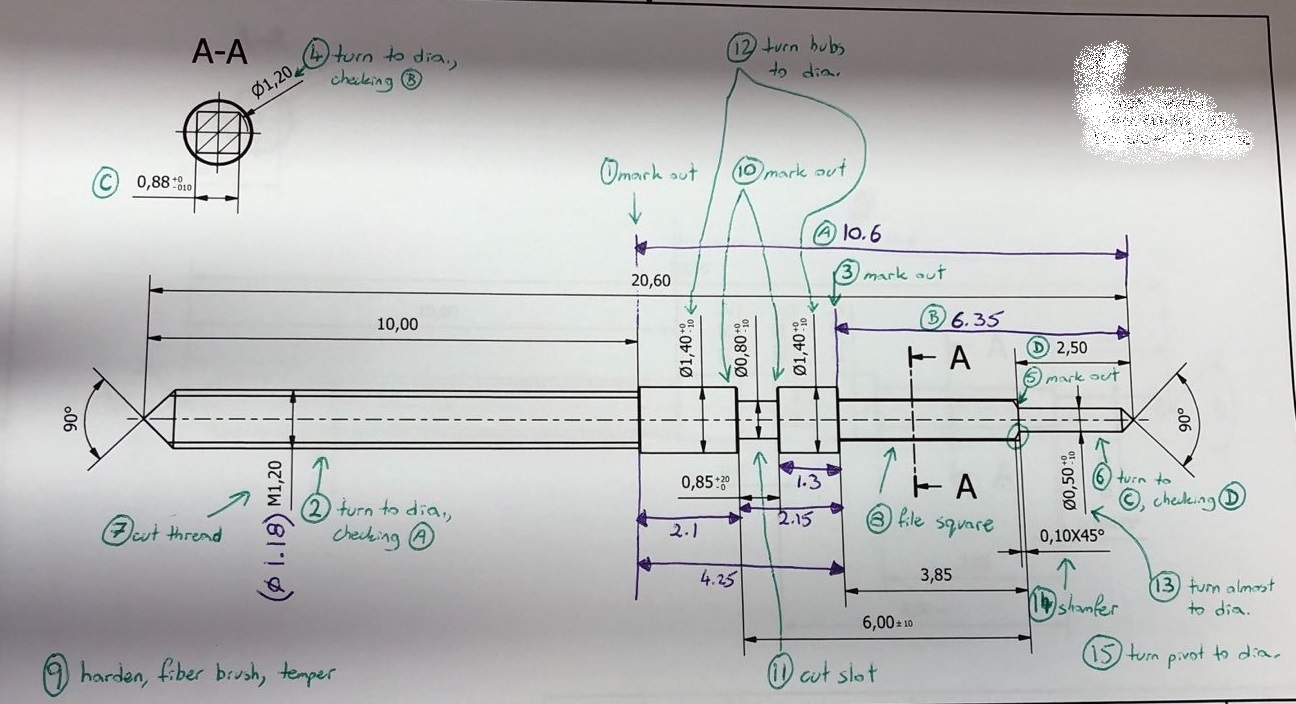 A-A
④ turn to dia.,
checking Ⓑ
Ø1,20
Ⓒ 0,88 +0 -010
⑫ turn hubs
to dia.
① mark out
⑩ mark out
Ⓐ 10.6
③ mark out
20,60
Ⓑ 6.35
10,00
Ø1,40 +0 -10
Ø0,80 +0 -10
Ø1,40 +0 -10
A
Ⓓ 2,50
⑤ mark out
90°
90°
M1,20
(Ø 1.18)
0,85 +20 -0
1.3
A
Ø0,50 +0 -10
⑥ turn to
Ⓒ, checking Ⓓ
⑦ cut thread
② turn to dia.,
checking Ⓐ
2.1
2.15
⑧ file square
0,10X45°
4.25
3,85
⑬ turn almost
to dia.
⑭ shamfer
6,00 ±10
⑮ turn pivot to dia.
⑨ harden, fiber brush, temper
⑪ cut slot